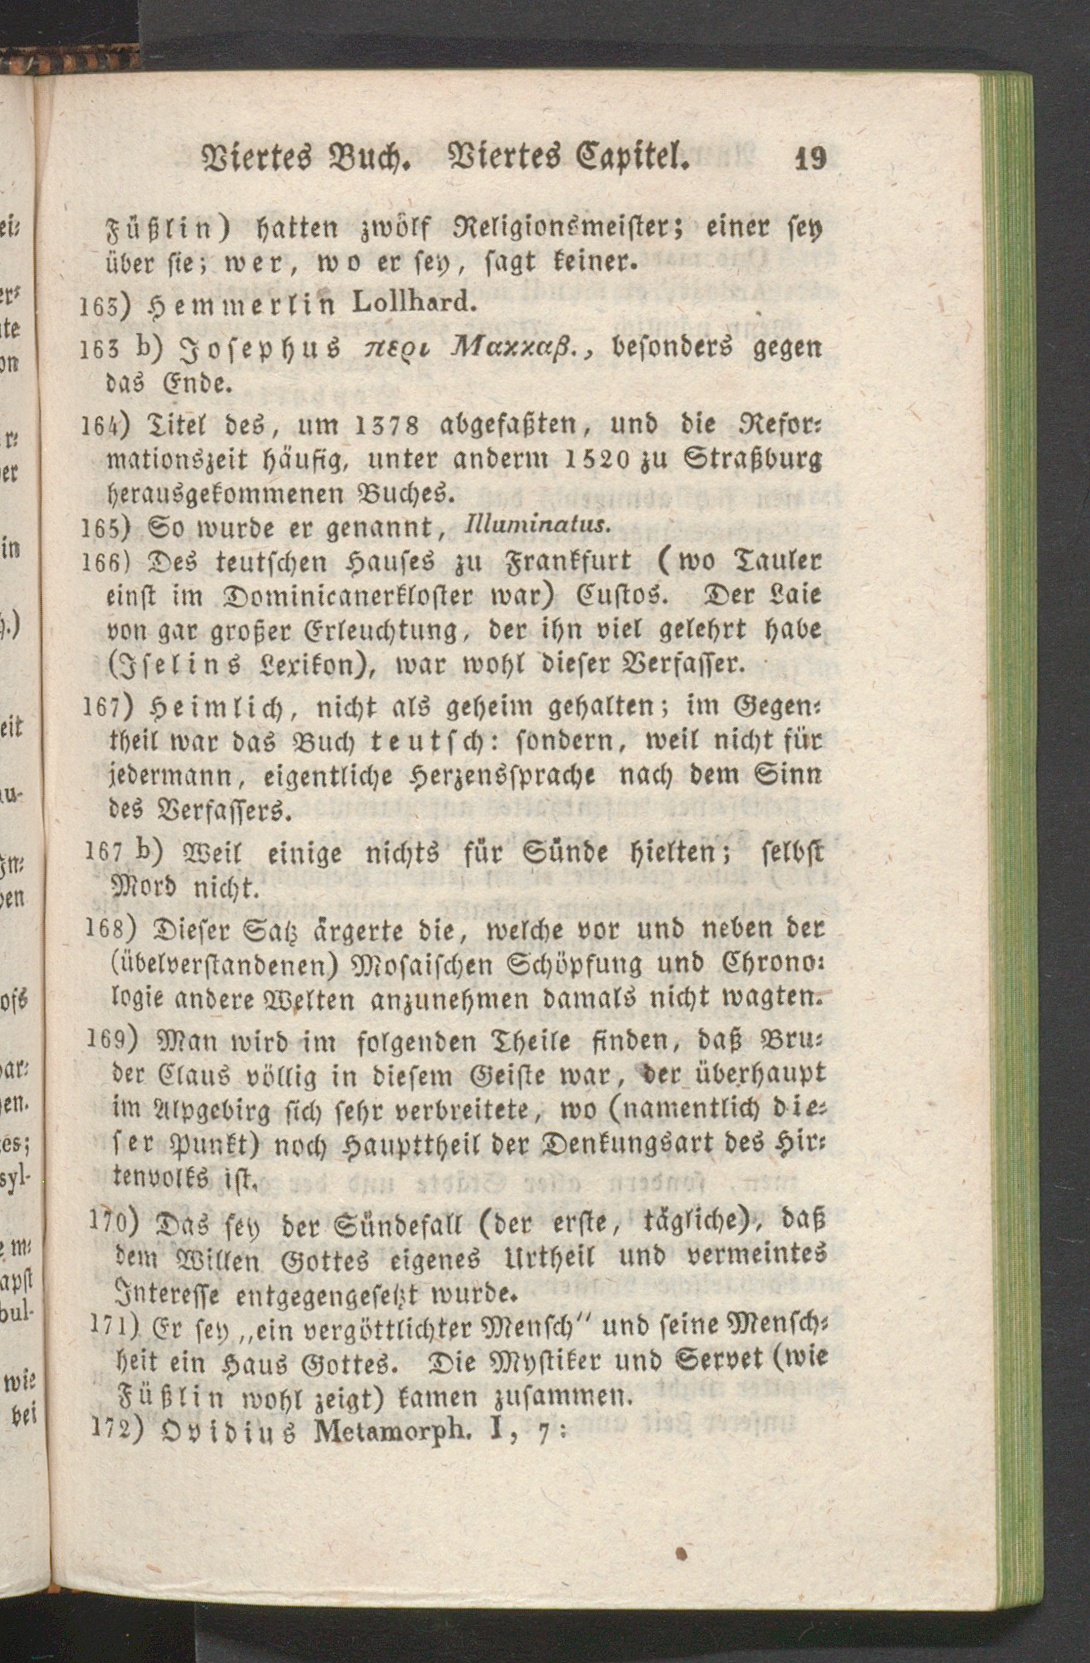 Viertes Buch. Viertes Capitel. 19
Füßlin) hatten zwölf Religionsmeister; einer sey
über sie; wer, wo er sey, sagt keiner.
163) Hemmerlin Lollhard.
163 b) Josephus περι Μακκαβ., besonders gegen
das Ende.
164) Titel des, um 1378 abgefaßten, und die Refor-
mationszeit häufig, unter anderm 1520 zu Straßburg
herausgekommenen Buches.
165) So wurde er genannt, Illuminatus.
166) Des teutschen Hauses zu Frankfurt (wo Tauler
einst im Dominicanerkloster war) Custos. Der Laie
von gar großer Erleuchtung, der ihn viel gelehrt habe
(Iselins Lexikon), war wohl dieser Verfasser.
167) Heimlich, nicht als geheim gehalten; im Gegen-
theil war das Buch teutsch: sondern, weil nicht für
jedermann, eigentliche Herzenssprache nach dem Sinn
des Verfassers.
167 b) Weil einige nichts für Sünde hielten; selbst
Mord nicht.
168) Dieser Satz ärgerte die, welche vor und neben der
(übelverstandenen) Mosaischen Schöpfung und Chrono-
logie andere Welten anzunehmen damals nicht wagten.
169) Man wird im folgenden Theile finden, daß Bru-
der Claus völlig in diesem Geiste war, der überhaupt
im Alpgebirg sich sehr verbreitete, wo (namentlich die-
ser Punkt) noch Haupttheil der Denkungsart des Hir-
tenvolks ist.
170) Das sey der Sündefall (der erste, tägliche), daß
dem Willen Gottes eigenes Urtheil und vermeintes
Interesse entgegengesetzt wurde.
171) Er sey „ein vergöttlichter Mensch“ und seine Mensch-
heit ein Haus Gottes. Die Mystiker und Servet (wie
Füßlin wohl zeigt) kamen zusammen.
172) Ovidius Metamorph. I, 7: